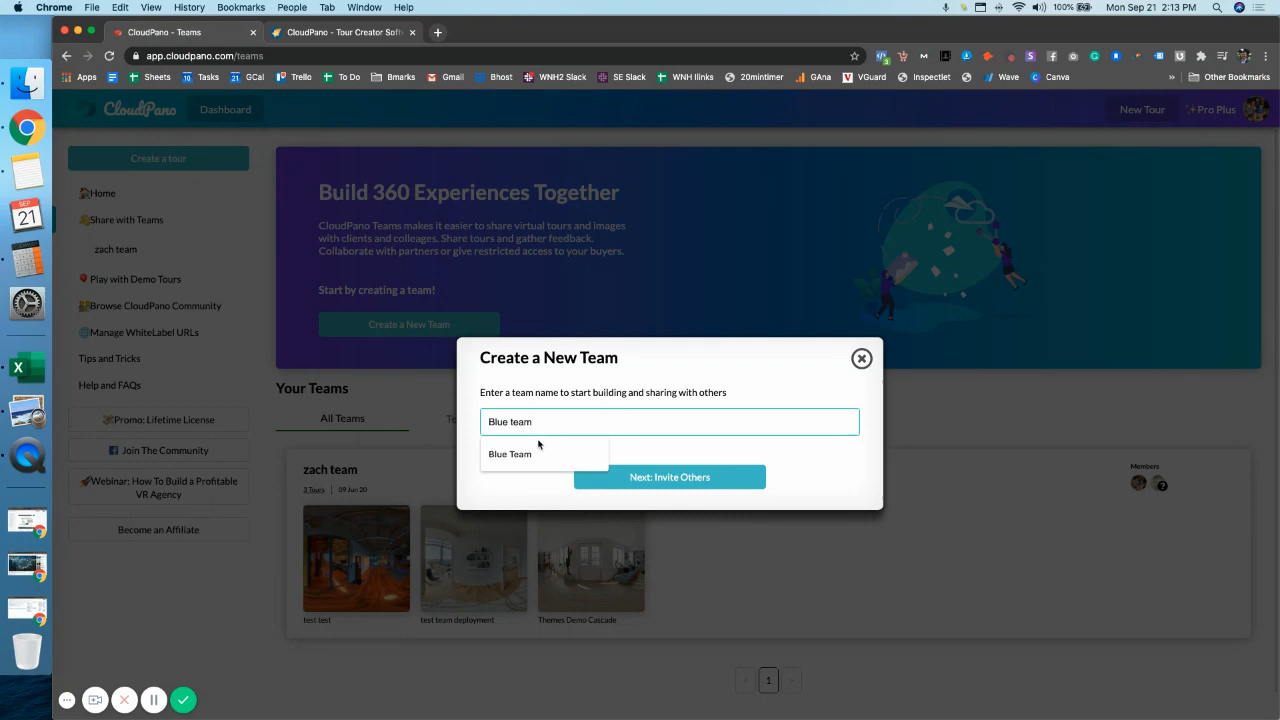 Chrome File Edit View History Bookmarks People Tab Window Help 100% Mon Sep 21 2:13 PM
CloudPano - Teams CloudPano - Tour Creator Soft
app.cloudpano.com/teams
Apps Sheets Tasks GCal Trello To Do Bmarks Gmail Bhost WNH2 Slack SE Slack WNH Ilinks 20mintimer GAna VGuard Inspectlet Wave Canva » Other Bookmarks
CloudPano Dashboard New Tour Pro Plus
Create a tour
Home
Share with Teams
zach team
Play with Demo Tours
Browse CloudPano Community
Manage WhiteLabel URLs
Tips and Tricks
Help and FAQs
Promo: Lifetime License
Join The Community
Webinar: How To Build a Profitable
VR Agency
Become an Affiliate
Build 360 Experiences Together
CloudPano Teams makes it easier to share virtual tours and images
with clients and colleages. Share tours and gather feedback.
Collaborate with partners or give restricted access to your buyers.
Start by creating a team!
Create a New Team
Create a New Team
Enter a team name to start building and sharing with others
Blue team
Blue Team
Next: Invite Others
Your Teams
All Teams
zach team
3 Tours | 09 Jun 20
Members
test test
test team deployment
Themes Demo Cascade
< 1 >
SEP
21